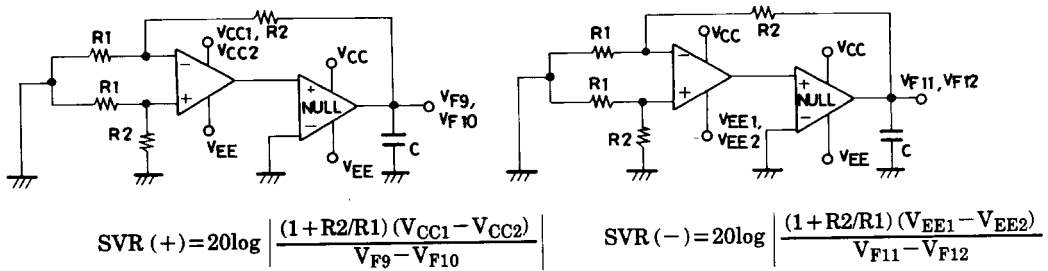 R1
R1
R2
VCC1,
VCC2
R2
VEE
−
+
VCC
+
NULL
−
VEE
VF9,
VF10
C
R1
R1
R2
VCC
R2
VEE1,
VEE2
−
+
VCC
+
NULL
−
VEE
VF11, VF12
C
SVR (+)=20log | (1+R2/R1) (VCC1−VCC2) / VF9−VF10 |
SVR (−)=20log | (1+R2/R1) (VEE1−VEE2) / VF11−VF12 |